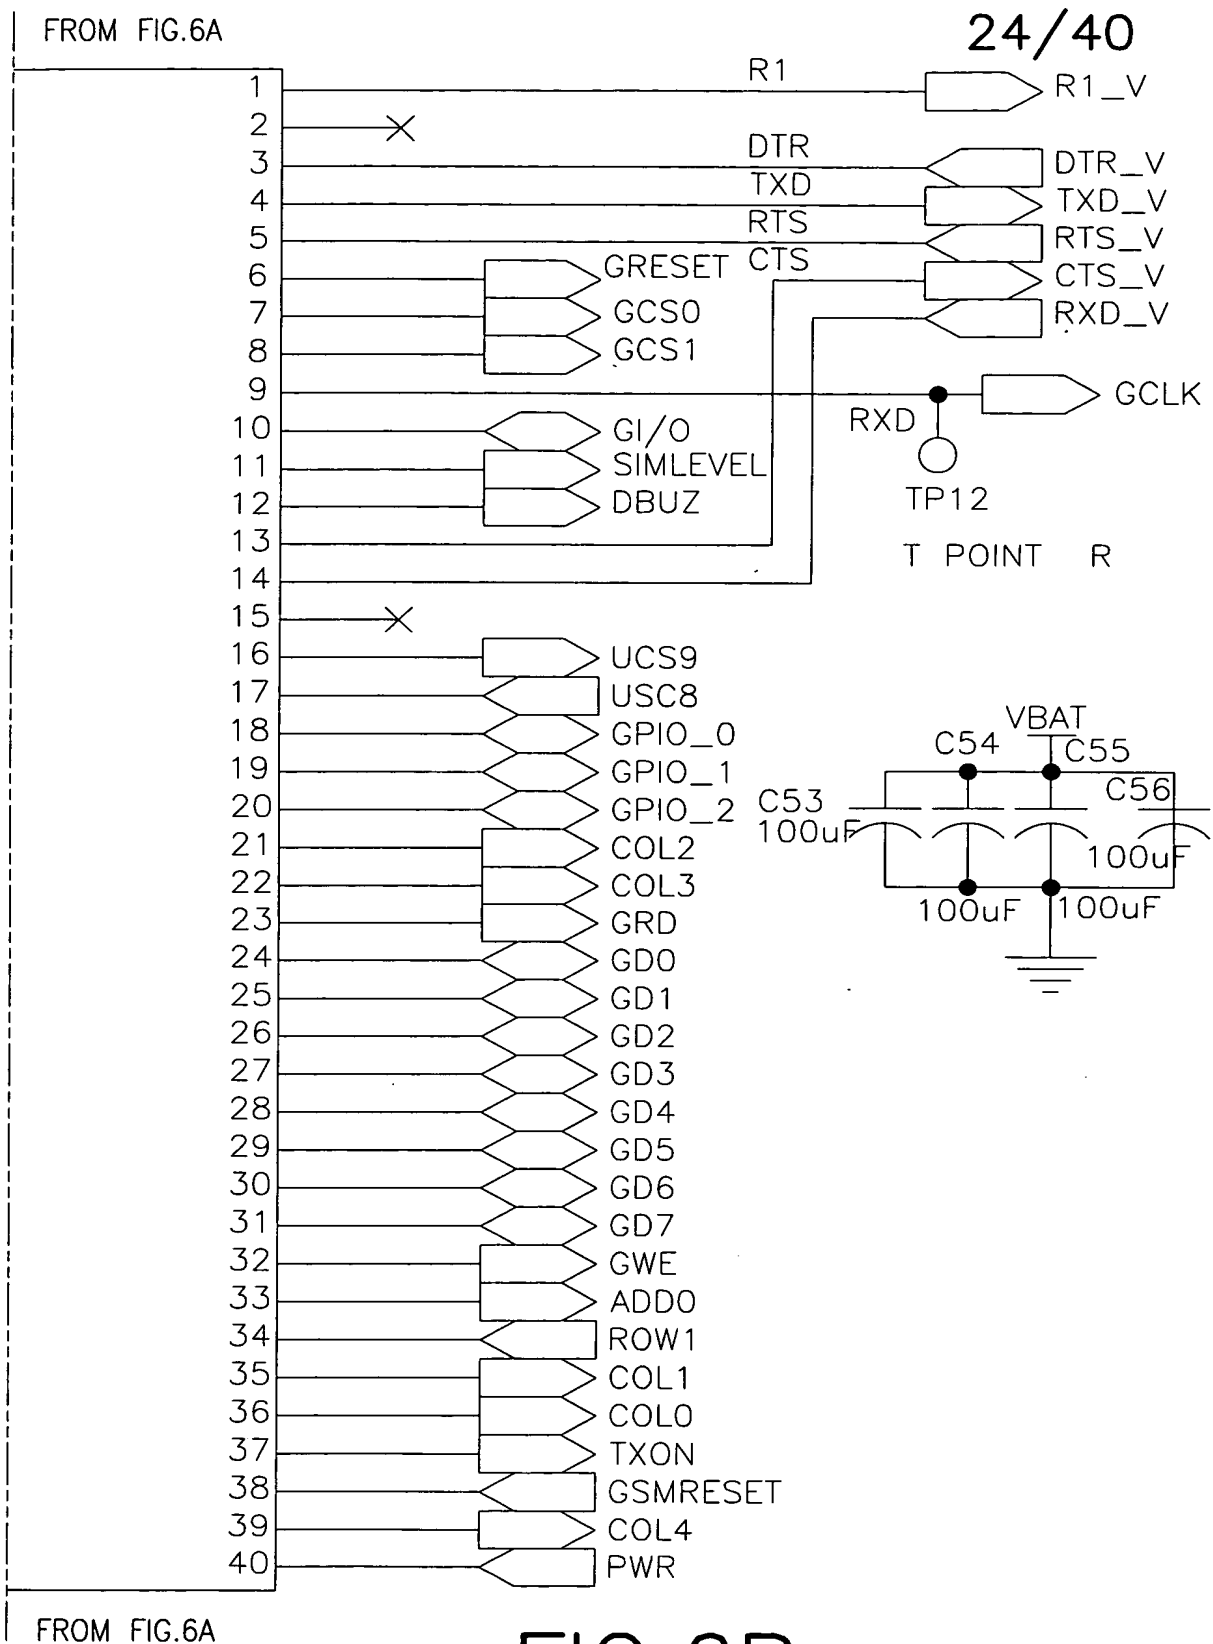 FROM FIG.6A
24/40
1 R1 R1_V
2
3 DTR DTR_V
4 TXD TXD_V
5 RTS RTS_V
6 GRESET CTS CTS_V
7 GCS0 RXD_V
8 GCS1
9 RXD GCLK
10 GI/O
11 SIMLEVEL
12 DBUZ TP12
13 T POINT R
14
15
16 UCS9
17 USC8
18 GPIO_0 VBAT
19 GPIO_1 C54 C55
20 GPIO_2 C53 100uF C56
21 COL2 100uF
22 COL3
23 GRD 100uF 100uF
24 GD0
25 GD1
26 GD2
27 GD3
28 GD4
29 GD5
30 GD6
31 GD7
32 GWE
33 ADD0
34 ROW1
35 COL1
36 COL0
37 TXON
38 GSMRESET
39 COL4
40 PWR
FROM FIG.6A